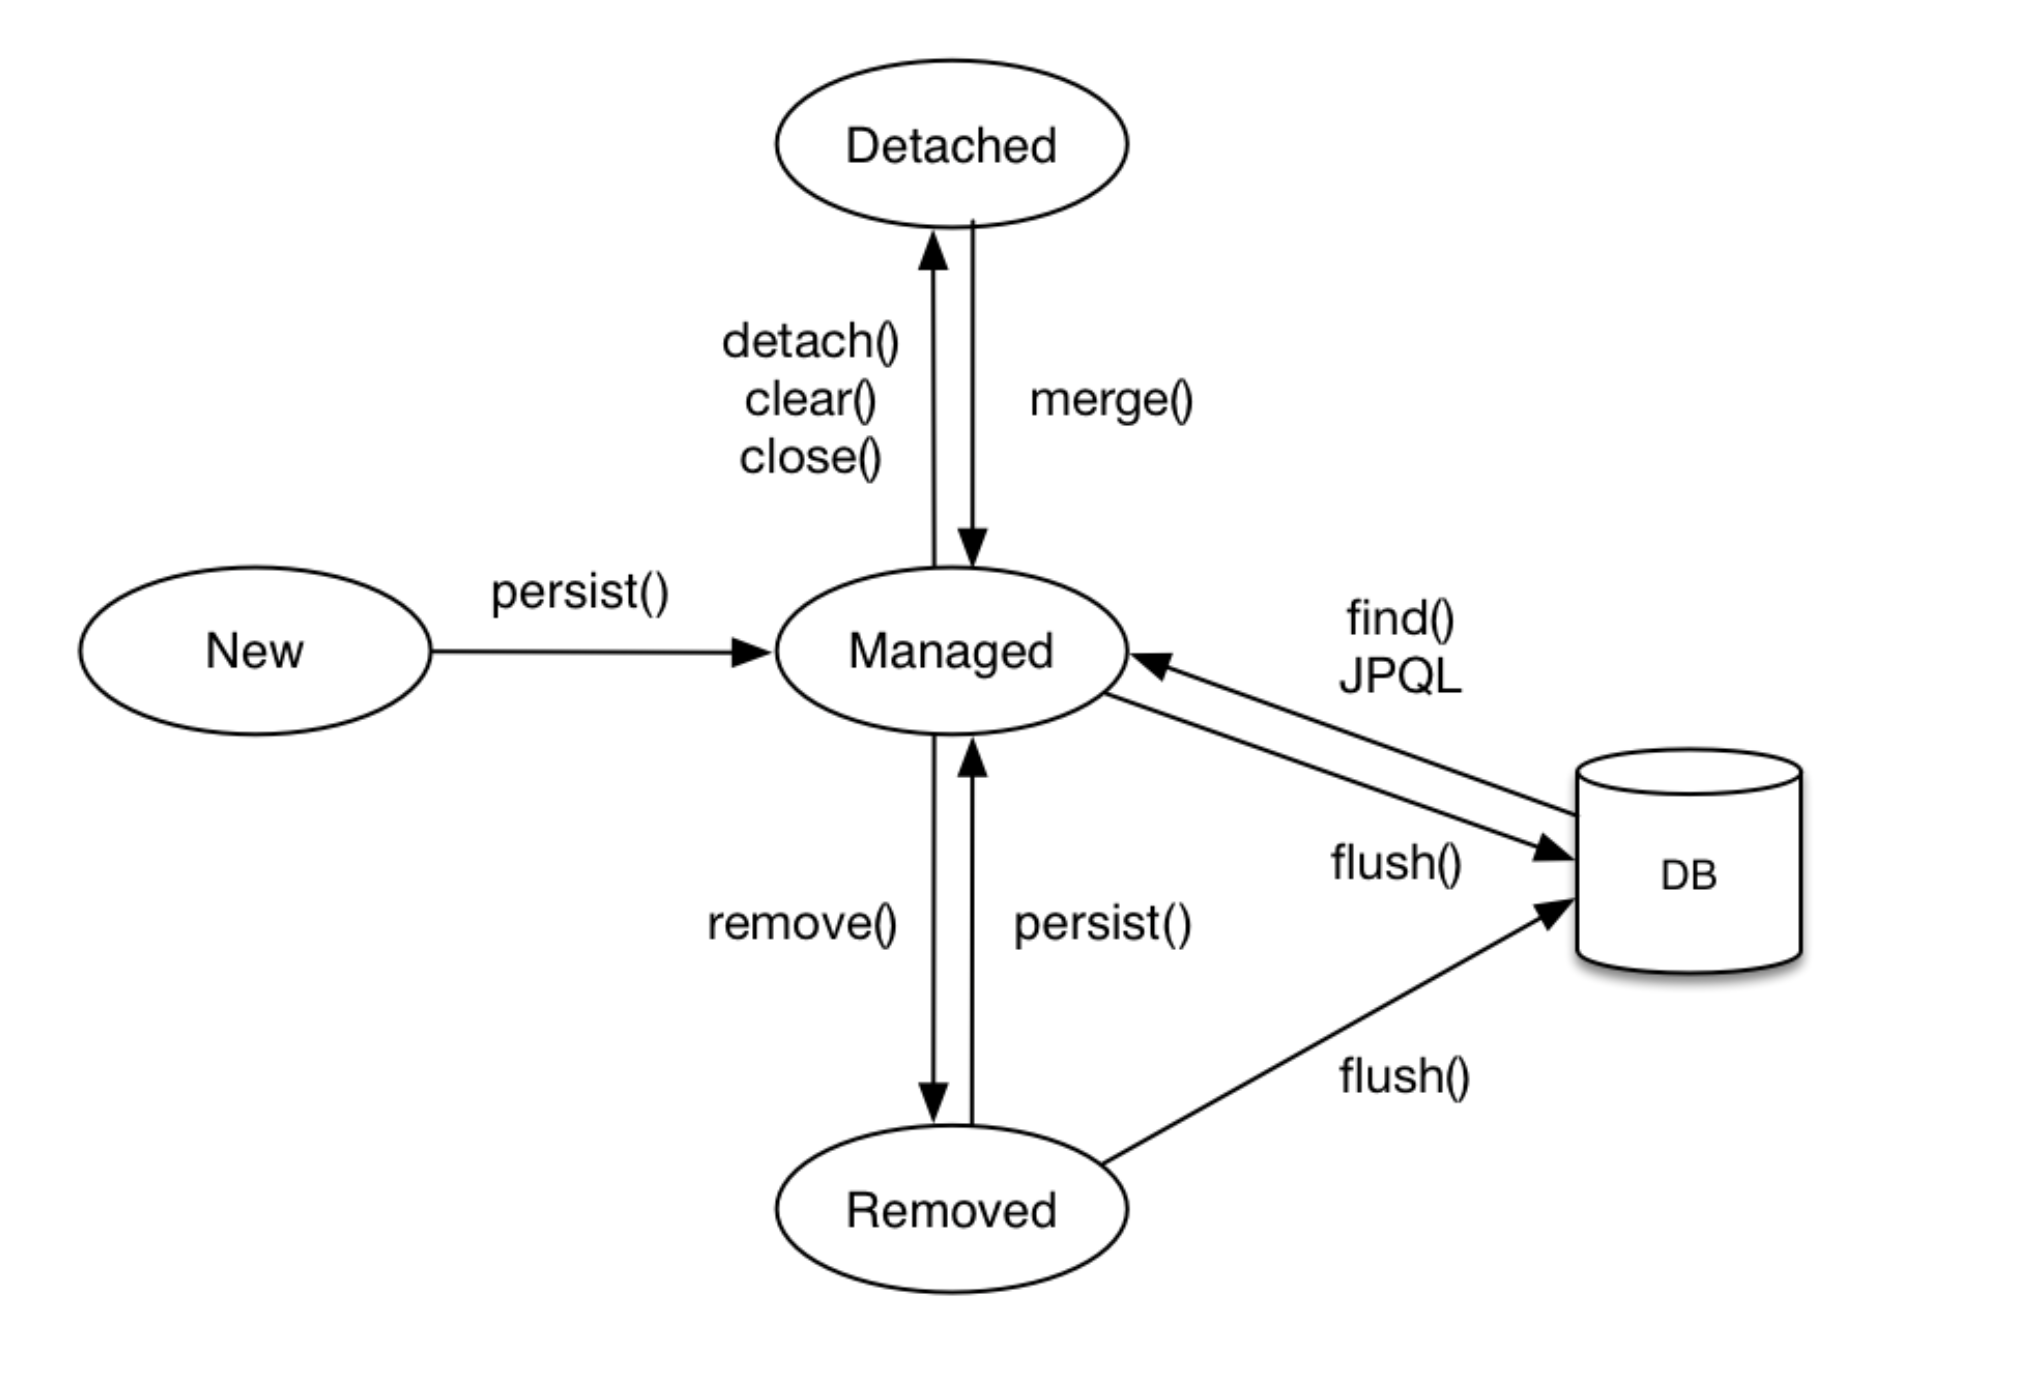 Detached
detach()
clear()
close()
merge()
New
persist()
Managed
find()
JPQL
flush()
DB
remove()
persist()
flush()
Removed